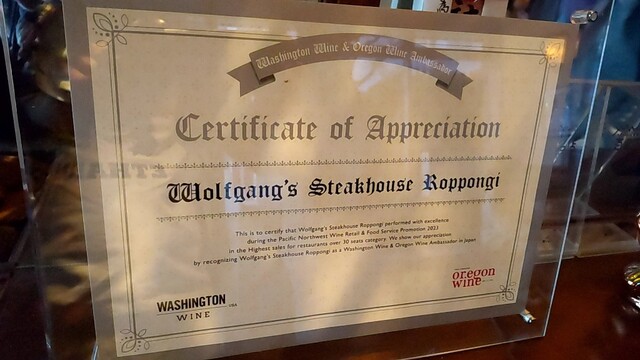 Washington Wine & Oregon Wine Ambassador
Certificate of Appreciation
Wolfgang's Steakhouse Roppongi
This is to certify that Wolfgang's Steakhouse Roppongi performed with excellence
during the Pacific Northwest Wine Retail & Food Service Promotion 2023
in the Highest sales for restaurants over 30 seats category. We show our appreciation
by recognizing Wolfgang's Steakhouse Roppongi as a Washington Wine & Oregon Wine Ambassador in Japan
WASHINGTON USA
WINE
oregon
wine